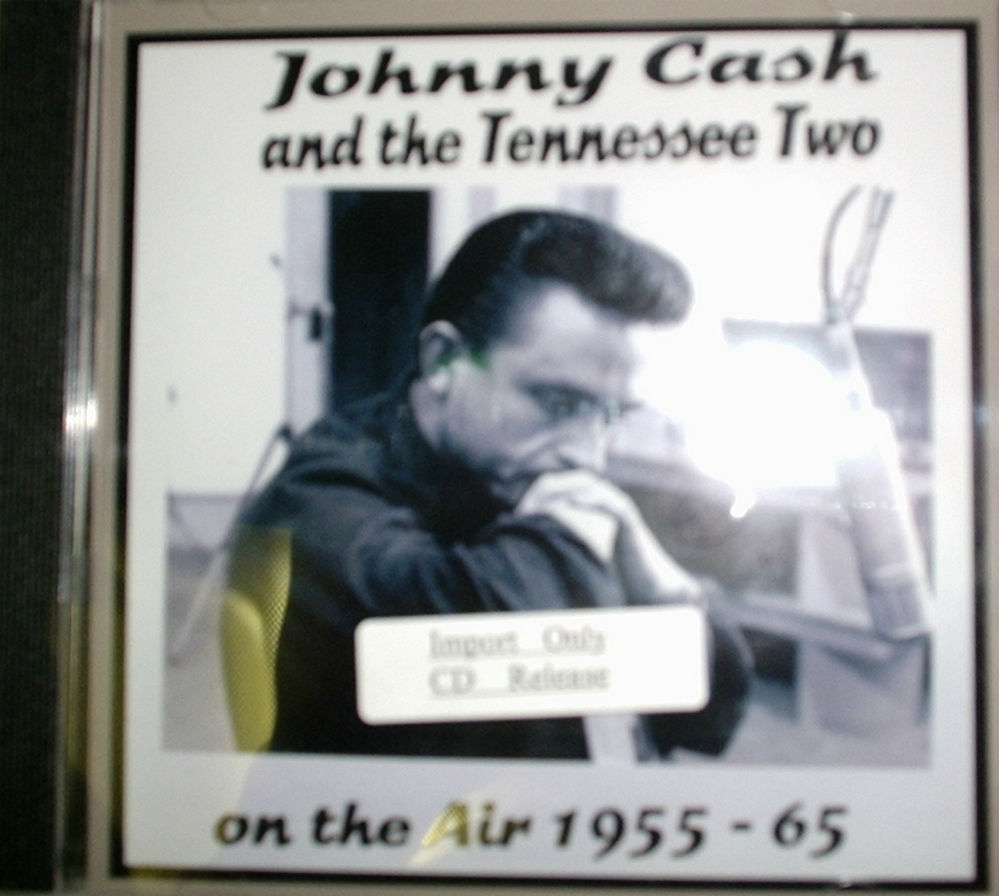 Johnny Cash
and the Tennessee Two
Import Only
CD Release
on the Air 1955 - 65